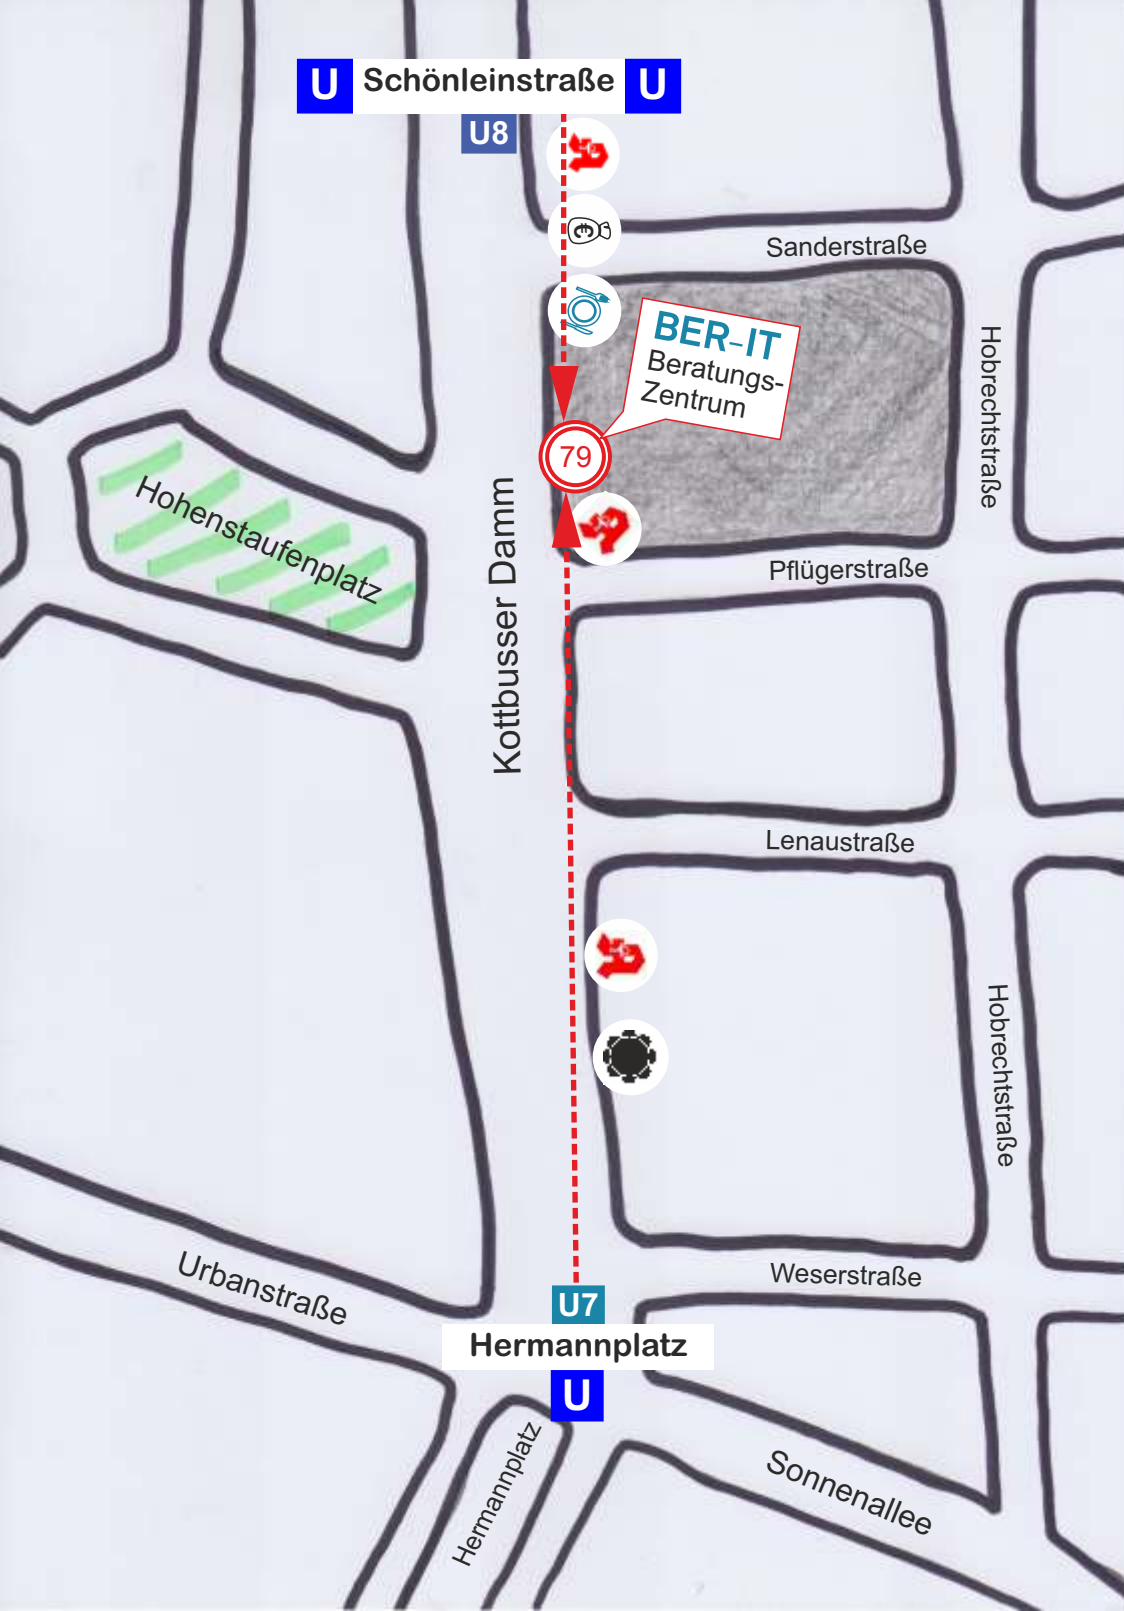 U Schönleinstraße U
U8
€
Sanderstraße
BER-IT
Beratungs-
Zentrum
Hobrechtstraße
79
Hohenstaufenplatz
Kottbusser Damm
Pflügerstraße
Lenaustraße
Hobrechtstraße
Urbanstraße
Weserstraße
U7
Hermannplatz
U
Hermannplatz
Sonnenallee